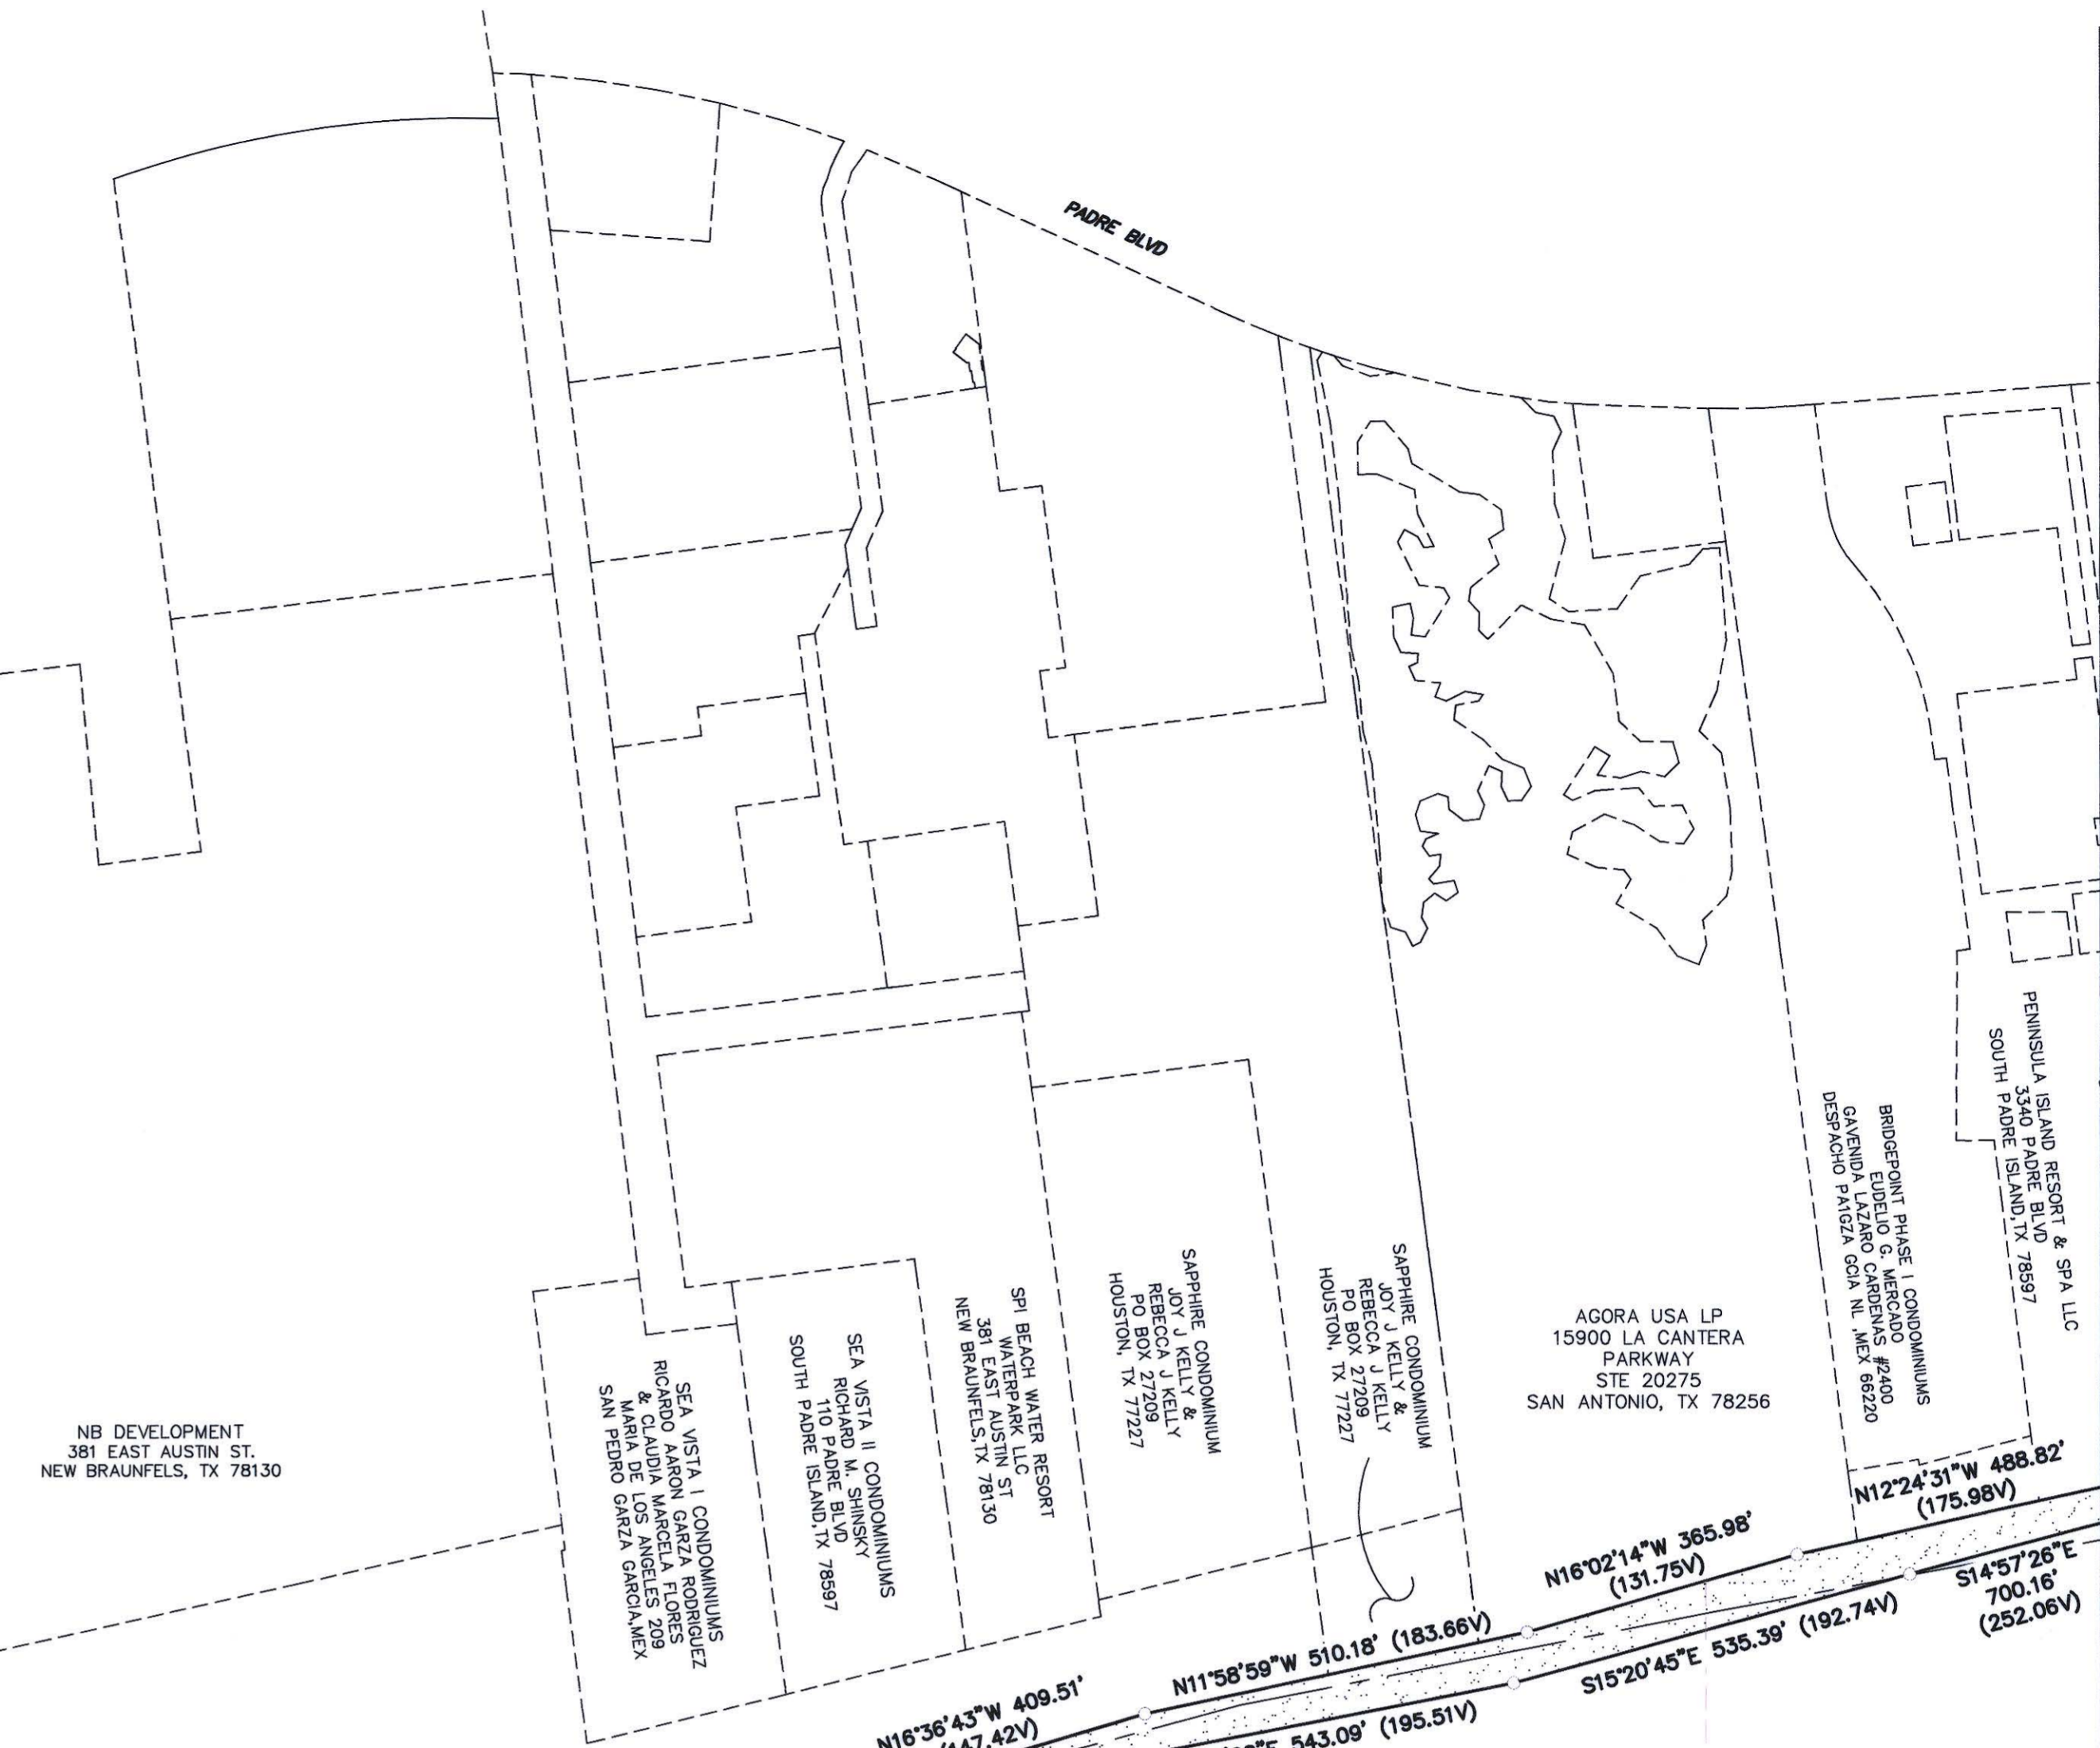 PADRE BLVD
NB DEVELOPMENT
381 EAST AUSTIN ST.
NEW BRAUNFELS, TX 78130
SEA VISTA I CONDOMINIUMS
RICARDO AARON GARZA RODRIGUEZ
& CLAUDIA MARCELA FLORES
MARIA DE LOS ANGELES 209
SAN PEDRO GARZA GARCIA,MEX
SEA VISTA II CONDOMINIUMS
RICHARD M. SHINSKY
110 PADRE BLVD
SOUTH PADRE ISLAND,TX 78597
SPI BEACH WATER RESORT
WATERPARK LLC
381 EAST AUSTIN ST
NEW BRAUNFELS,TX 78130
SAPPHIRE CONDOMINIUM
JOY J KELLY &
REBECCA J KELLY
PO BOX 27209
HOUSTON, TX 77227
SAPPHIRE CONDOMINIUM
JOY J KELLY &
REBECCA J KELLY
PO BOX 27209
HOUSTON, TX 77227
AGORA USA LP
15900 LA CANTERA
PARKWAY
STE 20275
SAN ANTONIO, TX 78256
BRIDGEPOINT PHASE I CONDOMINIUMS
EUDELIO G. MERCADO
GAVENIDA LAZARO CARDENAS #2400
DESPACHO PA1GZA GCIA NL ,MEX 66220
PENINSULA ISLAND RESORT & SPA LLC
3340 PADRE BLVD
SOUTH PADRE ISLAND,TX 78597
N16°36'43"W 409.51'
147.42V)
N11°58'59"W 510.18' (183.66V)
N16°02'14"W 365.98'
(131.75V)
N12°24'31"W 488.82'
(175.98V)
"E 543.09' (195.51V)
S15°20'45"E 535.39' (192.74V)
S14°57'26"E
700.16'
(252.06V)